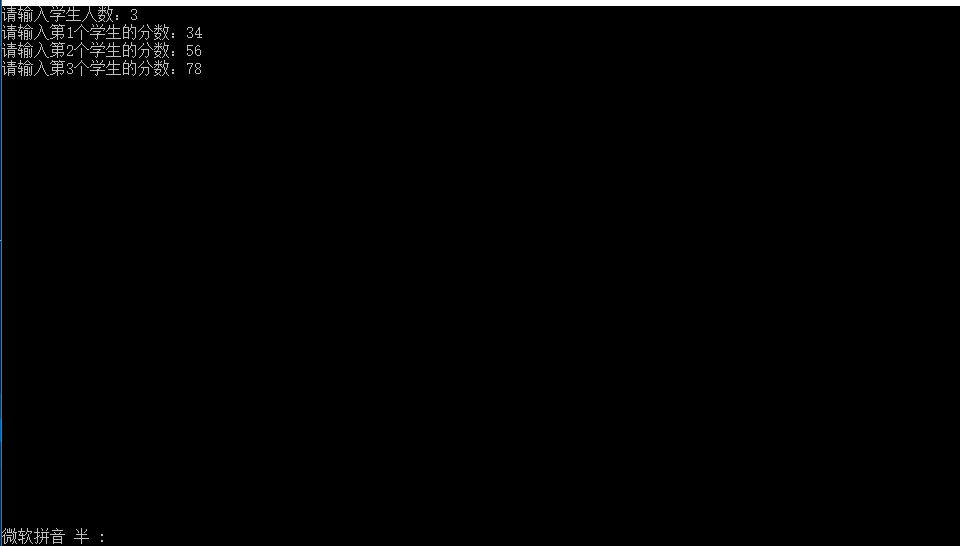 请输入学生人数：3
请输入第1个学生的分数：34
请输入第2个学生的分数：56
请输入第3个学生的分数：78
微软拼音 半 :